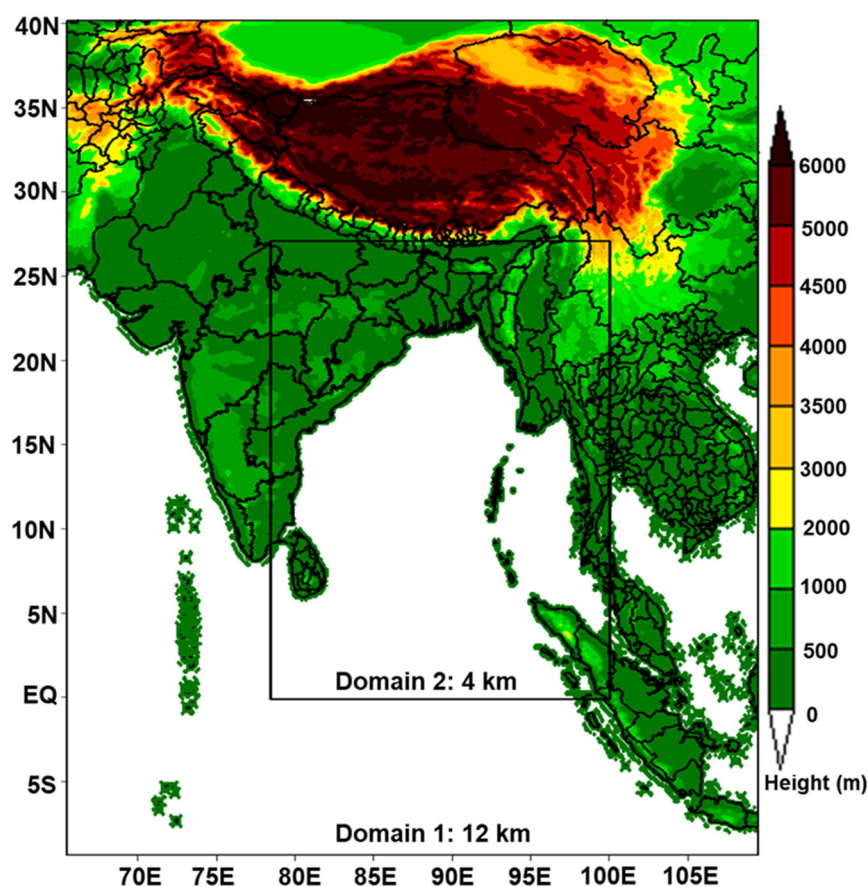 40N
35N
30N
25N
20N
15N
10N
5N
EQ
5S
70E 75E 80E 85E 90E 95E 100E 105E
Domain 2: 4 km
Domain 1: 12 km
6000
5000
4500
4000
3500
3000
2000
1000
500
0
Height (m)